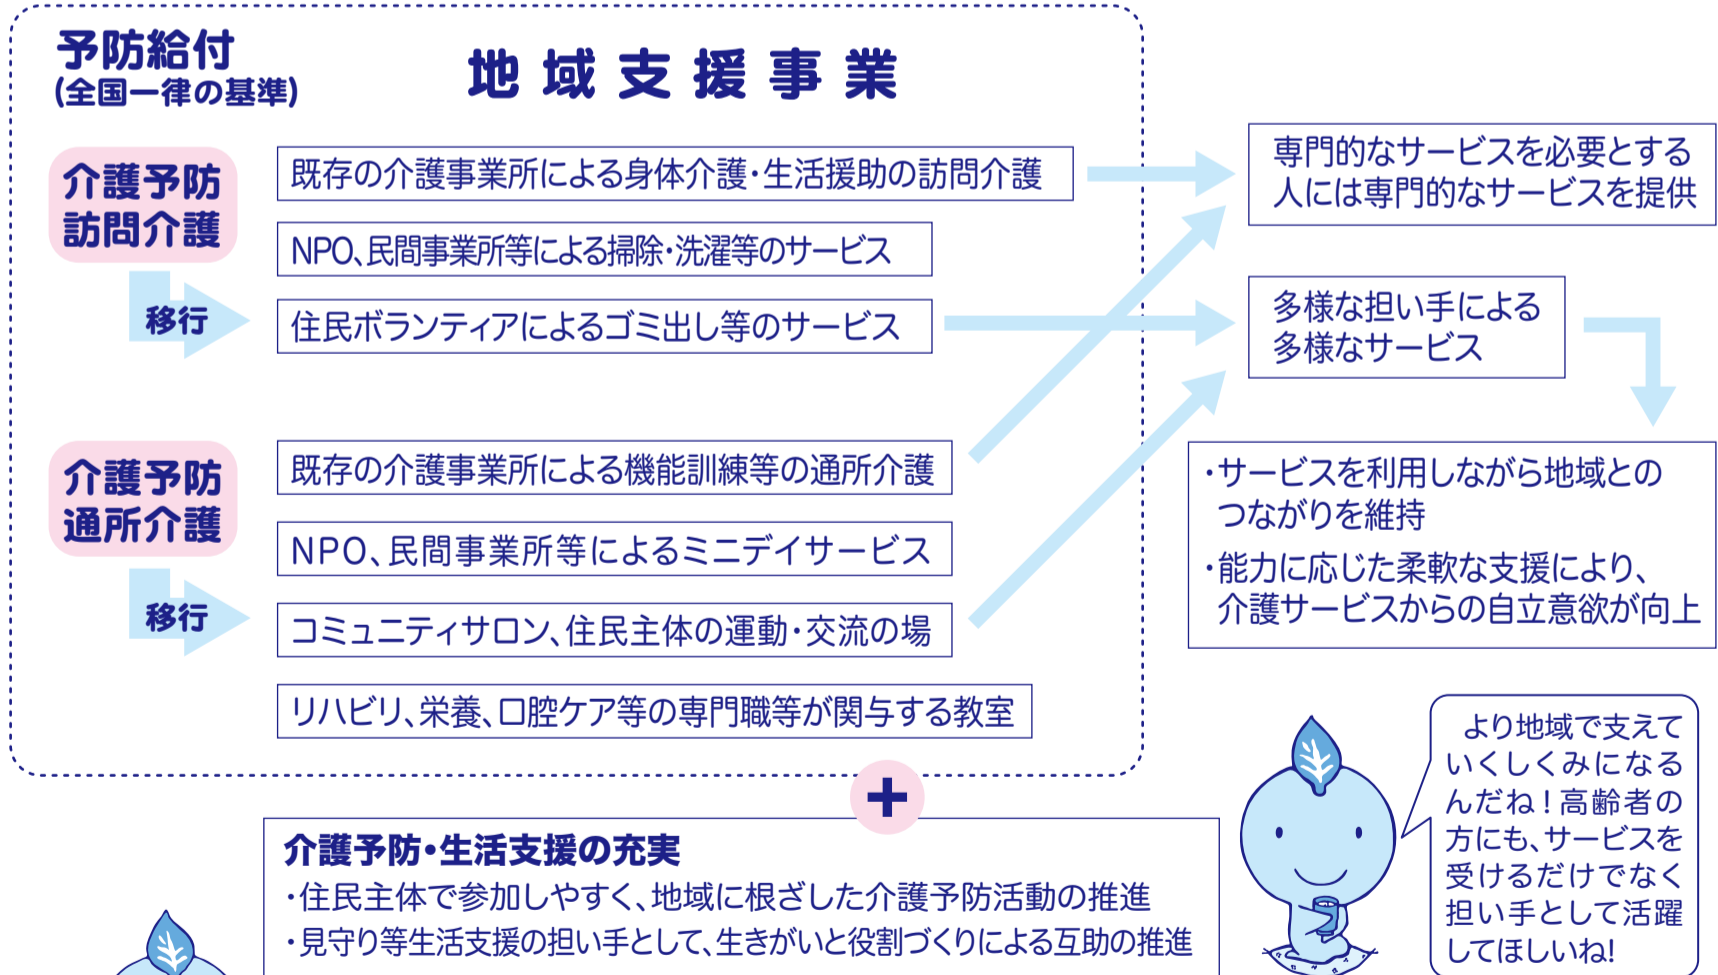 予防給付
(全国一律の基準)
地域支援事業
介護予防
訪問介護
移行
既存の介護事業所による身体介護・生活援助の訪問介護
NPO、民間事業所等による掃除・洗濯等のサービス
住民ボランティアによるゴミ出し等のサービス
介護予防
通所介護
移行
既存の介護事業所による機能訓練等の通所介護
NPO、民間事業所等によるミニデイサービス
コミュニティサロン、住民主体の運動・交流の場
リハビリ、栄養、口腔ケア等の専門職等が関与する教室
専門的なサービスを必要とする
人には専門的なサービスを提供
多様な担い手による
多様なサービス
・サービスを利用しながら地域との
つながりを維持
・能力に応じた柔軟な支援により、
介護サービスからの自立意欲が向上
+
介護予防・生活支援の充実
・住民主体で参加しやすく、地域に根ざした介護予防活動の推進
・見守り等生活支援の担い手として、生きがいと役割づくりによる互助の推進
より地域で支えて
いくしくみになる
んだね！高齢者の
方にも、サービスを
受けるだけでなく
担い手として活躍
してほしいね!